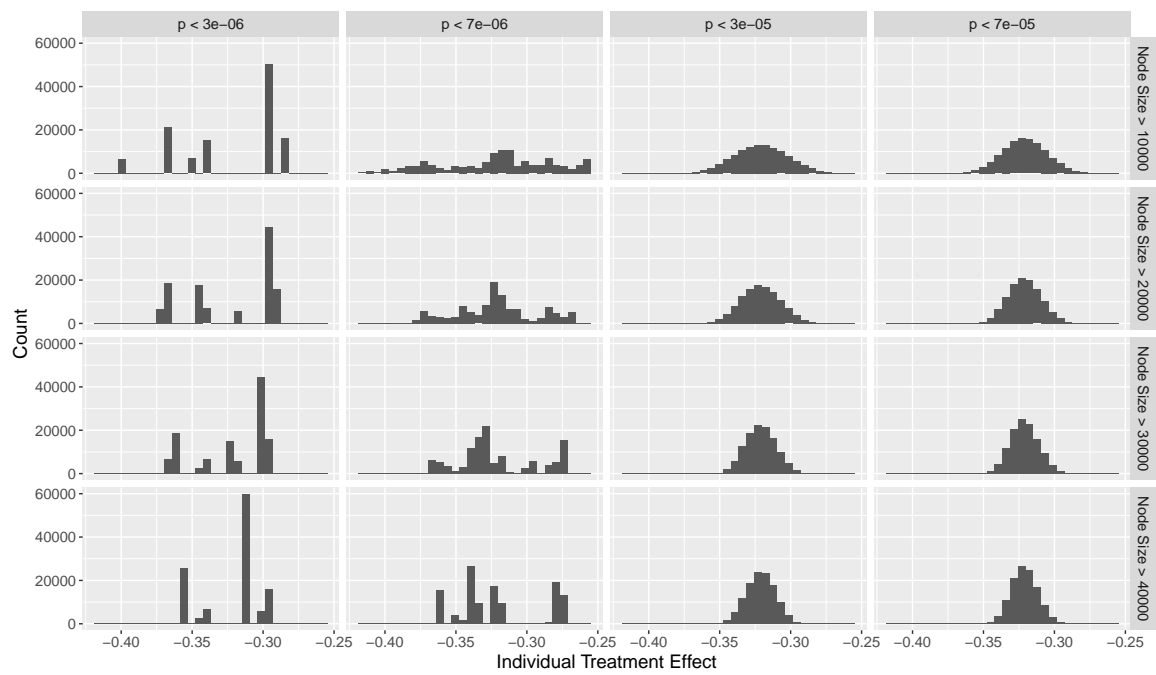 p < 3e−06 p < 7e−06 p < 3e−05 p < 7e−05
60000
40000
20000
0
Node Size > 10000
60000
40000
20000
0
Node Size > 20000
60000
40000
20000
0
Node Size > 30000
60000
40000
20000
0
Node Size > 40000
Count
−0.40 −0.35 −0.30 −0.25 −0.40 −0.35 −0.30 −0.25 −0.40 −0.35 −0.30 −0.25 −0.40 −0.35 −0.30 −0.25
Individual Treatment Effect